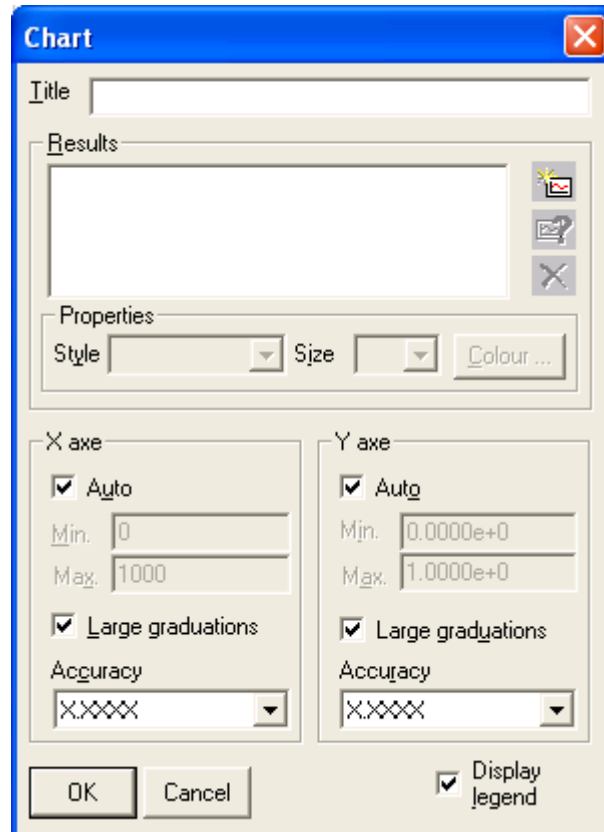 Chart
Title
Results
Properties
Style Size Colour ...
X axe
Auto
Min. 0
Max. 1000
Large graduations
Accuracy
X.XXXX
Y axe
Auto
Min. 0.0000e+0
Max. 1.0000e+0
Large graduations
Accuracy
X.XXXX
OK Cancel
Display
legend